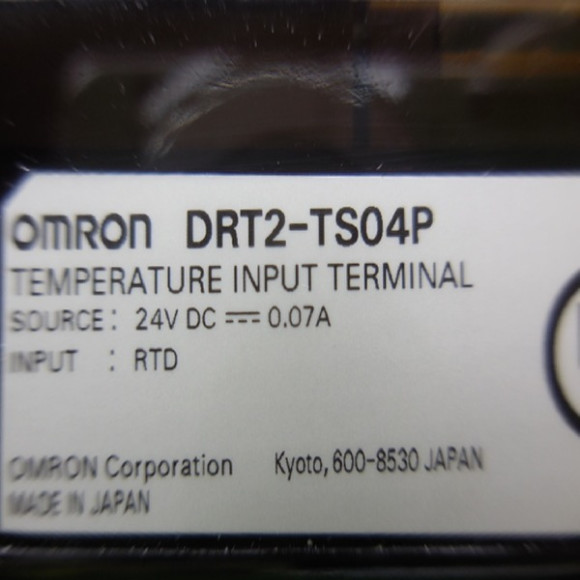 OMRON DRT2-TS04P
TEMPERATURE INPUT TERMINAL
SOURCE : 24V DC ⎓ 0.07A
INPUT : RTD
OMRON Corporation Kyoto, 600-8530 JAPAN
MADE IN JAPAN